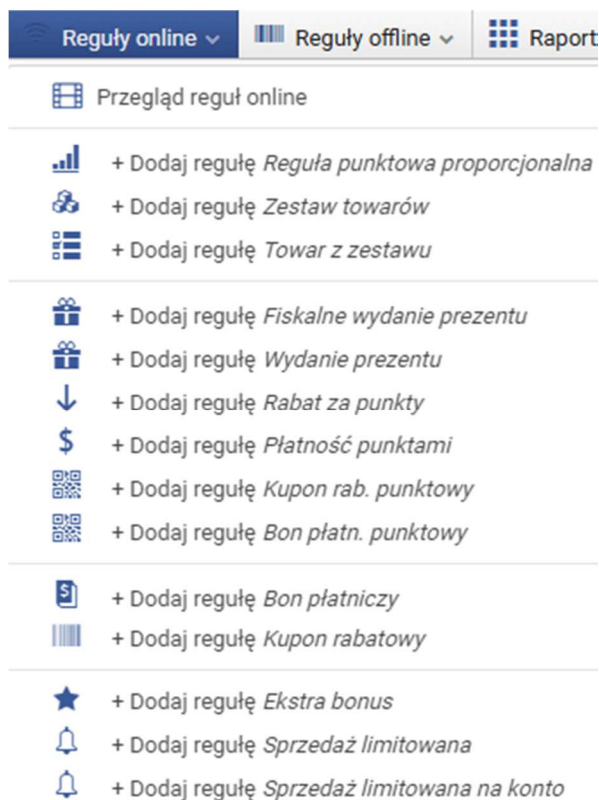 Reguły online Reguły offline Raport
Przegląd reguł online
+ Dodaj regułę Reguła punktowa proporcjonalna
+ Dodaj regułę Zestaw towarów
+ Dodaj regułę Towar z zestawu
+ Dodaj regułę Fiskalne wydanie prezentu
+ Dodaj regułę Wydanie prezentu
+ Dodaj regułę Rabat za punkty
+ Dodaj regułę Płatność punktami
+ Dodaj regułę Kupon rab. punktowy
+ Dodaj regułę Bon płatn. punktowy
+ Dodaj regułę Bon płatniczy
+ Dodaj regułę Kupon rabatowy
+ Dodaj regułę Ekstra bonus
+ Dodaj regułę Sprzedaż limitowana
+ Dodaj regułę Sprzedaż limitowana na konto